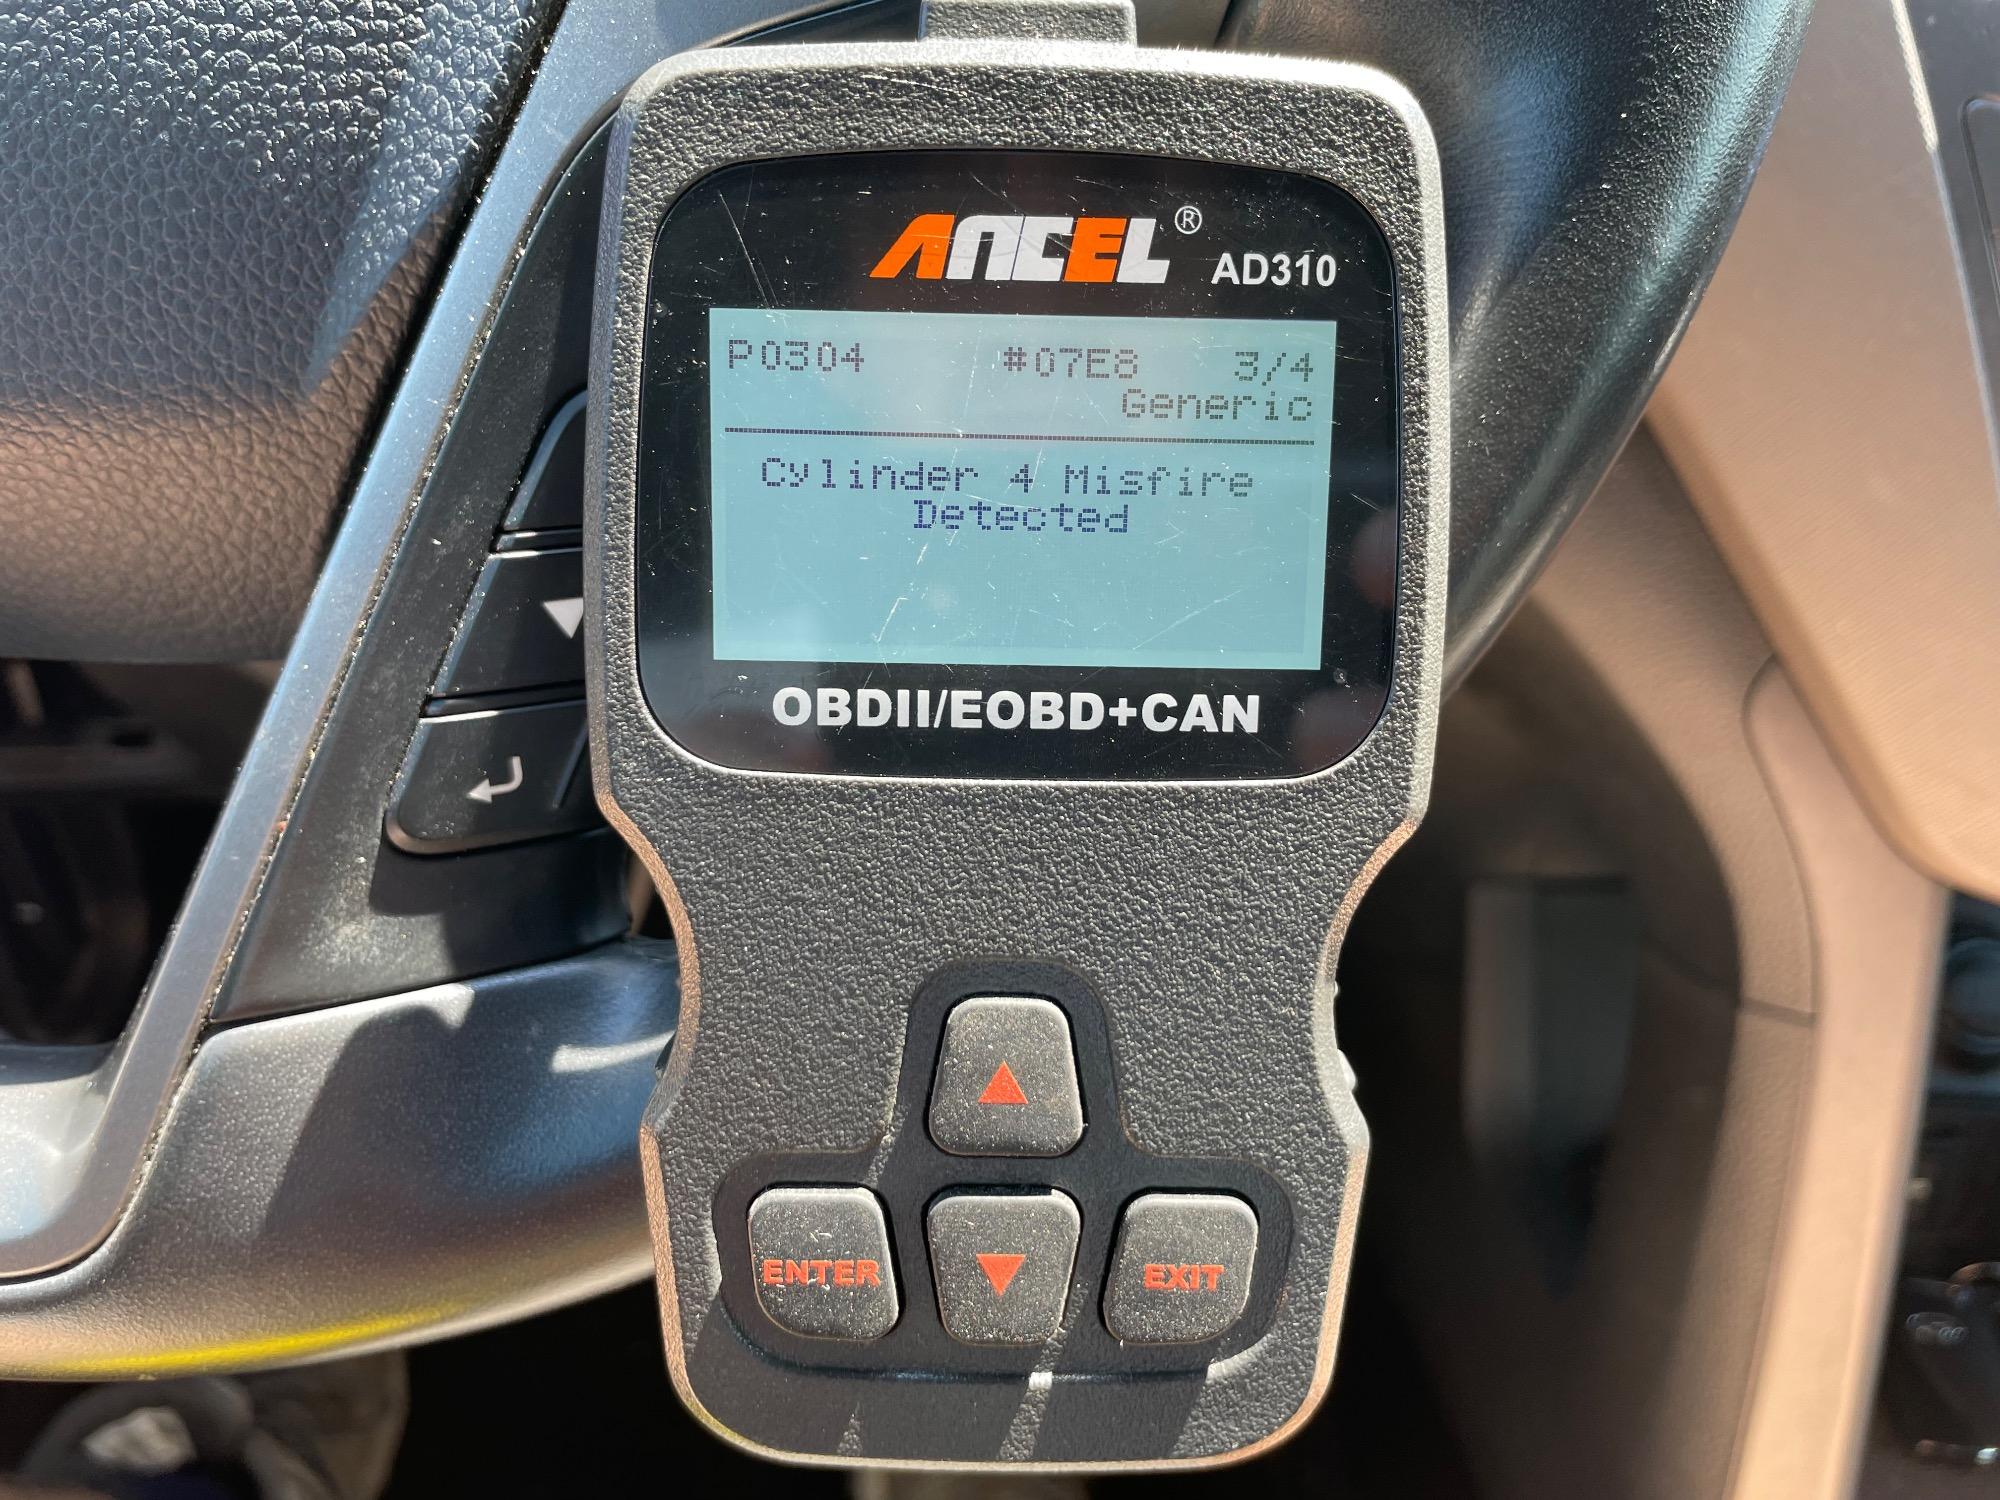 ANCEL®
AD310
P0304 #07E8 3/4
Generic
Cylinder 4 Misfire
Detected
OBDII/EOBD+CAN
ENTER
EXIT